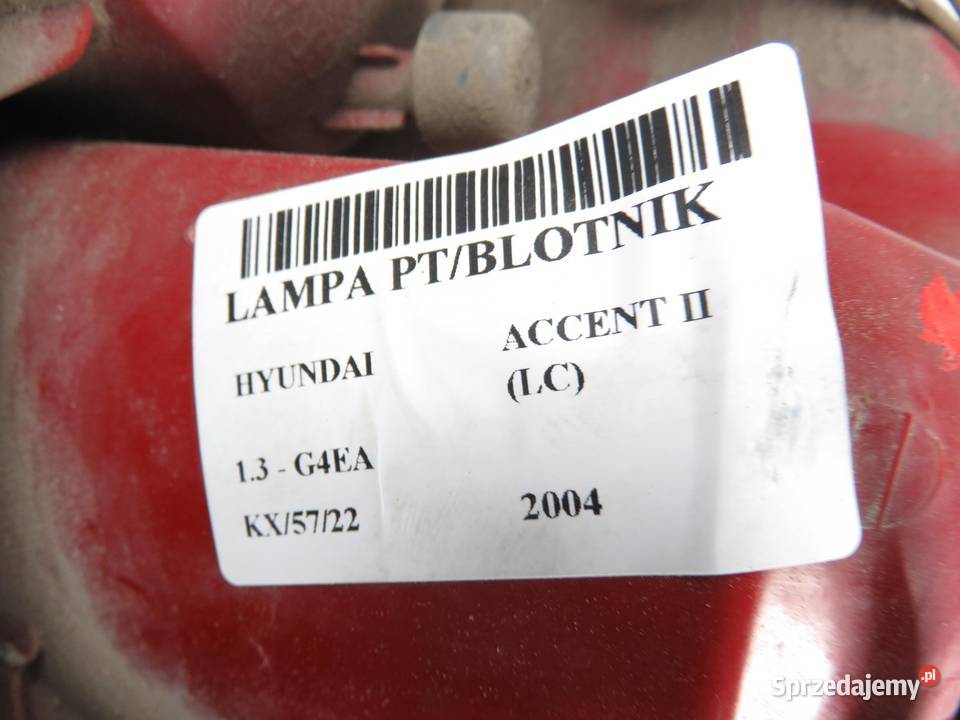 LAMPA PT/BLOTNIK
HYUNDAI
ACCENT II
(LC)
1.3 - G4EA
KX/57/22
2004
Sprzedajemy.pl